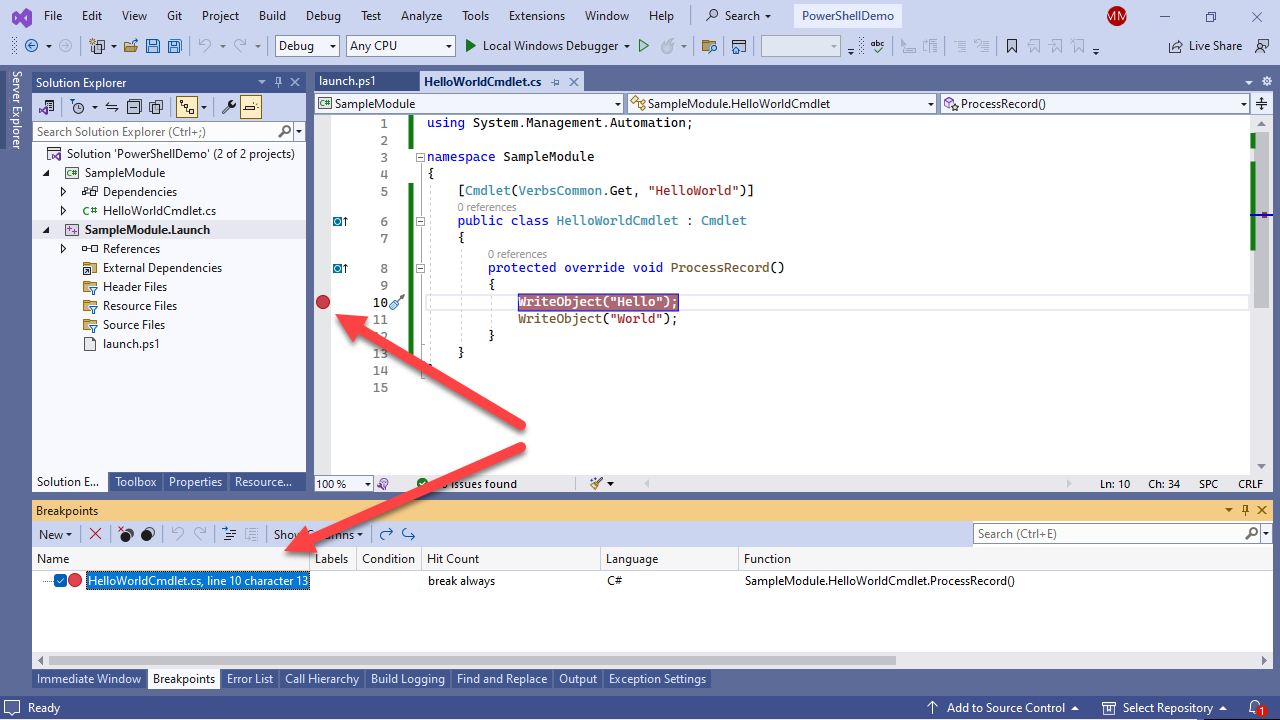 File Edit View Git Project Build Debug Test Analyze Tools Extensions Window Help Search PowerShellDemo MM
Debug Any CPU Local Windows Debugger Live Share
Server Explorer
Solution Explorer
Search Solution Explorer (Ctrl+;)
Solution 'PowerShellDemo' (2 of 2 projects)
SampleModule
Dependencies
C# HelloWorldCmdlet.cs
SampleModule.Launch
References
External Dependencies
Header Files
Resource Files
Source Files
launch.ps1
Solution E... Toolbox Properties Resource...
launch.ps1 HelloWorldCmdlet.cs
SampleModule SampleModule.HelloWorldCmdlet ProcessRecord()
1 using System.Management.Automation;
2
3 namespace SampleModule
4 {
5 [Cmdlet(VerbsCommon.Get, "HelloWorld")]
0 references
6 public class HelloWorldCmdlet : Cmdlet
7 {
0 references
8 protected override void ProcessRecord()
9 {
10 WriteObject("Hello");
11 WriteObject("World");
12 }
13 }
14
15
100 % issues found Ln: 10 Ch: 34 SPC CRLF
Breakpoints
New Show Columns Search (Ctrl+E)
Name Labels Condition Hit Count Language Function
HelloWorldCmdlet.cs, line 10 character 13 break always C# SampleModule.HelloWorldCmdlet.ProcessRecord()
Immediate Window Breakpoints Error List Call Hierarchy Build Logging Find and Replace Output Exception Settings
Ready Add to Source Control Select Repository 1